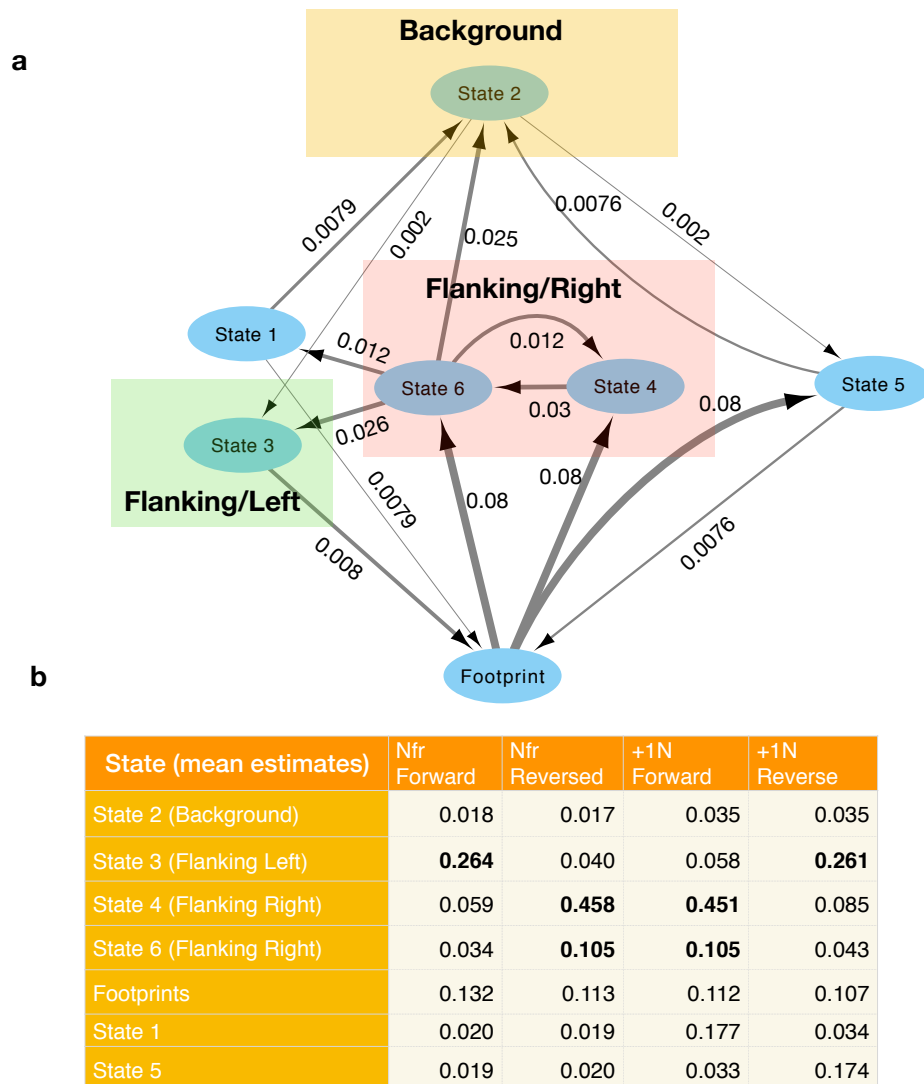 a
Background
State 2
0.0079
0.002
0.025
0.0076
0.002
Flanking/Right
State 1
0.012
0.012
State 6
State 4
State 5
0.03
0.08
0.026
State 3
Flanking/Left
0.0079
0.08
0.08
0.0076
0.008
Footprint
b
State (mean estimates) Nfr Forward Nfr Reversed +1N Forward +1N Reverse
State 2 (Background) 0.018 0.017 0.035 0.035
State 3 (Flanking Left) 0.264 0.040 0.058 0.261
State 4 (Flanking Right) 0.059 0.458 0.451 0.085
State 6 (Flanking Right) 0.034 0.105 0.105 0.043
Footprints 0.132 0.113 0.112 0.107
State 1 0.020 0.019 0.177 0.034
State 5 0.019 0.020 0.033 0.174